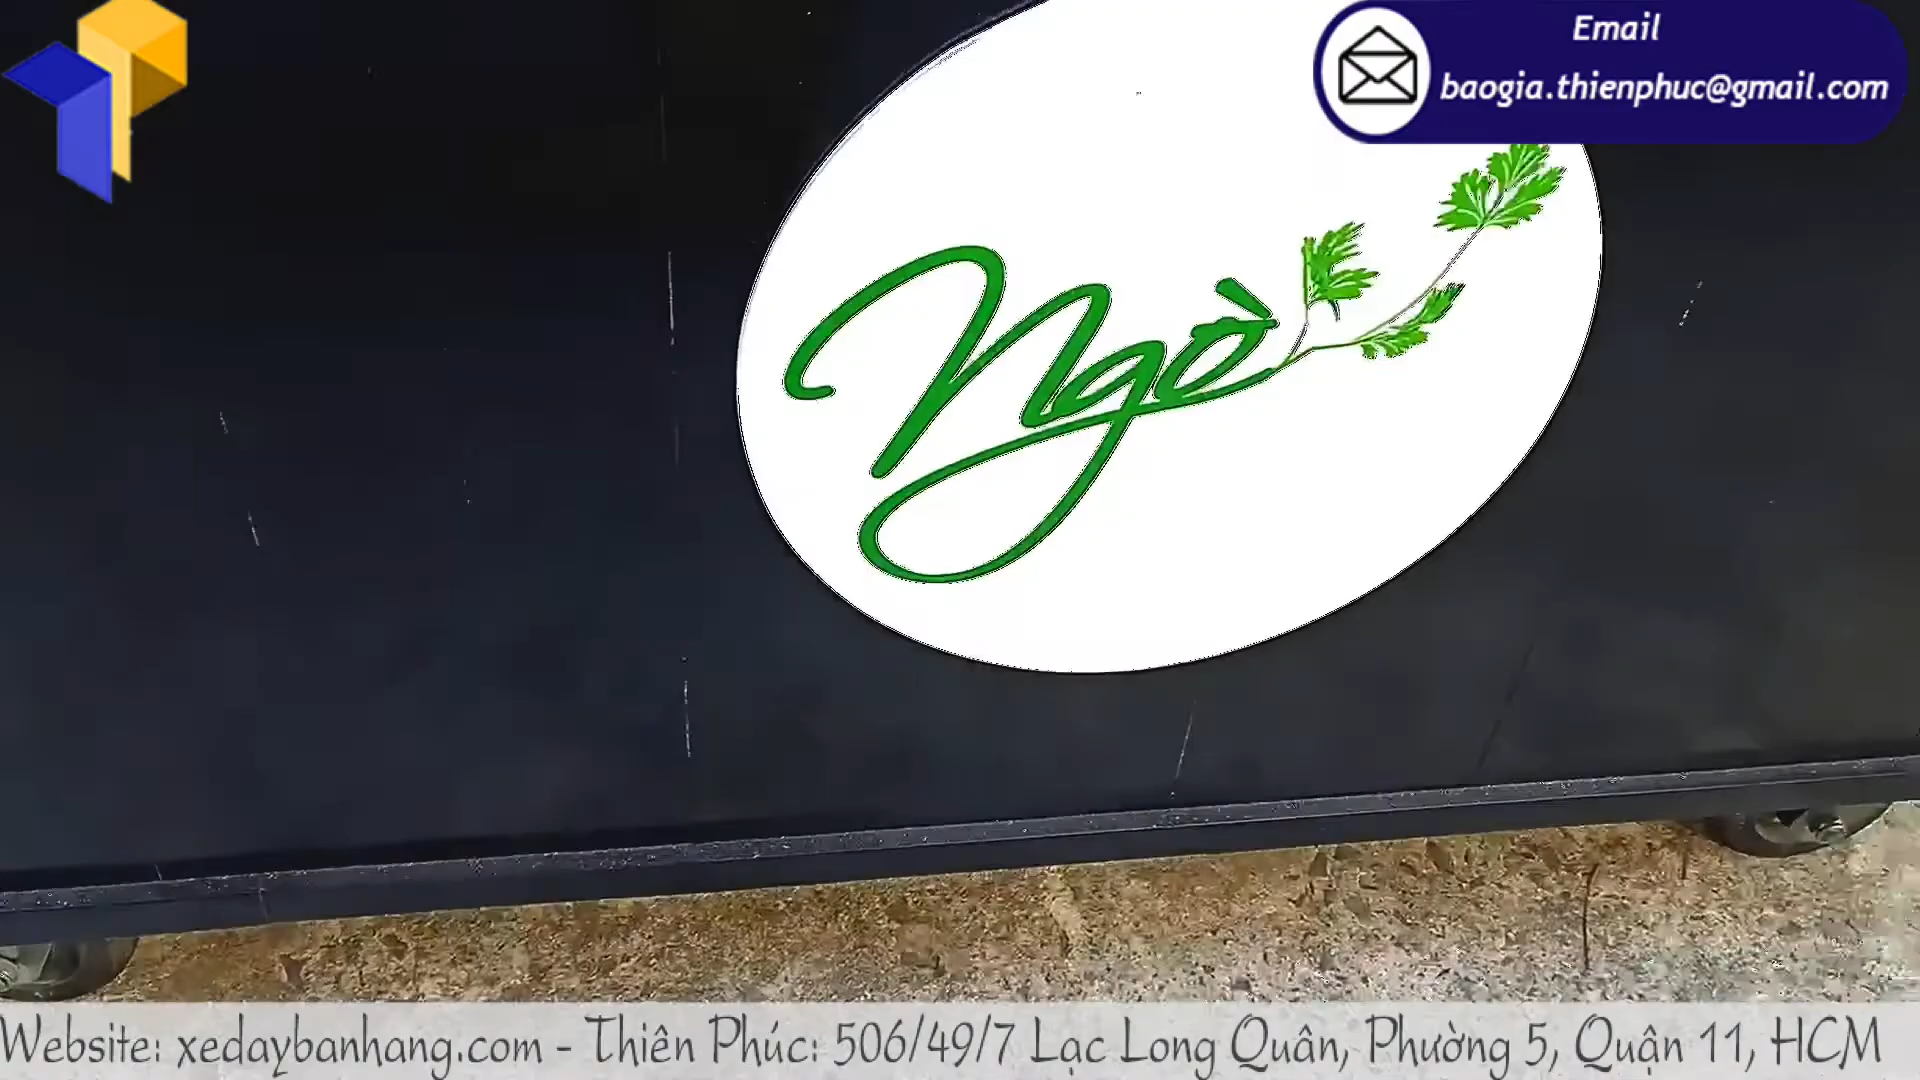 Email
baogia.thienphuc@gmail.com
Ngò
Website: xedaybanhang.com - Thiên Phúc: 506/49/7 Lạc Long Quân, Phường 5, Quận 11, HCM